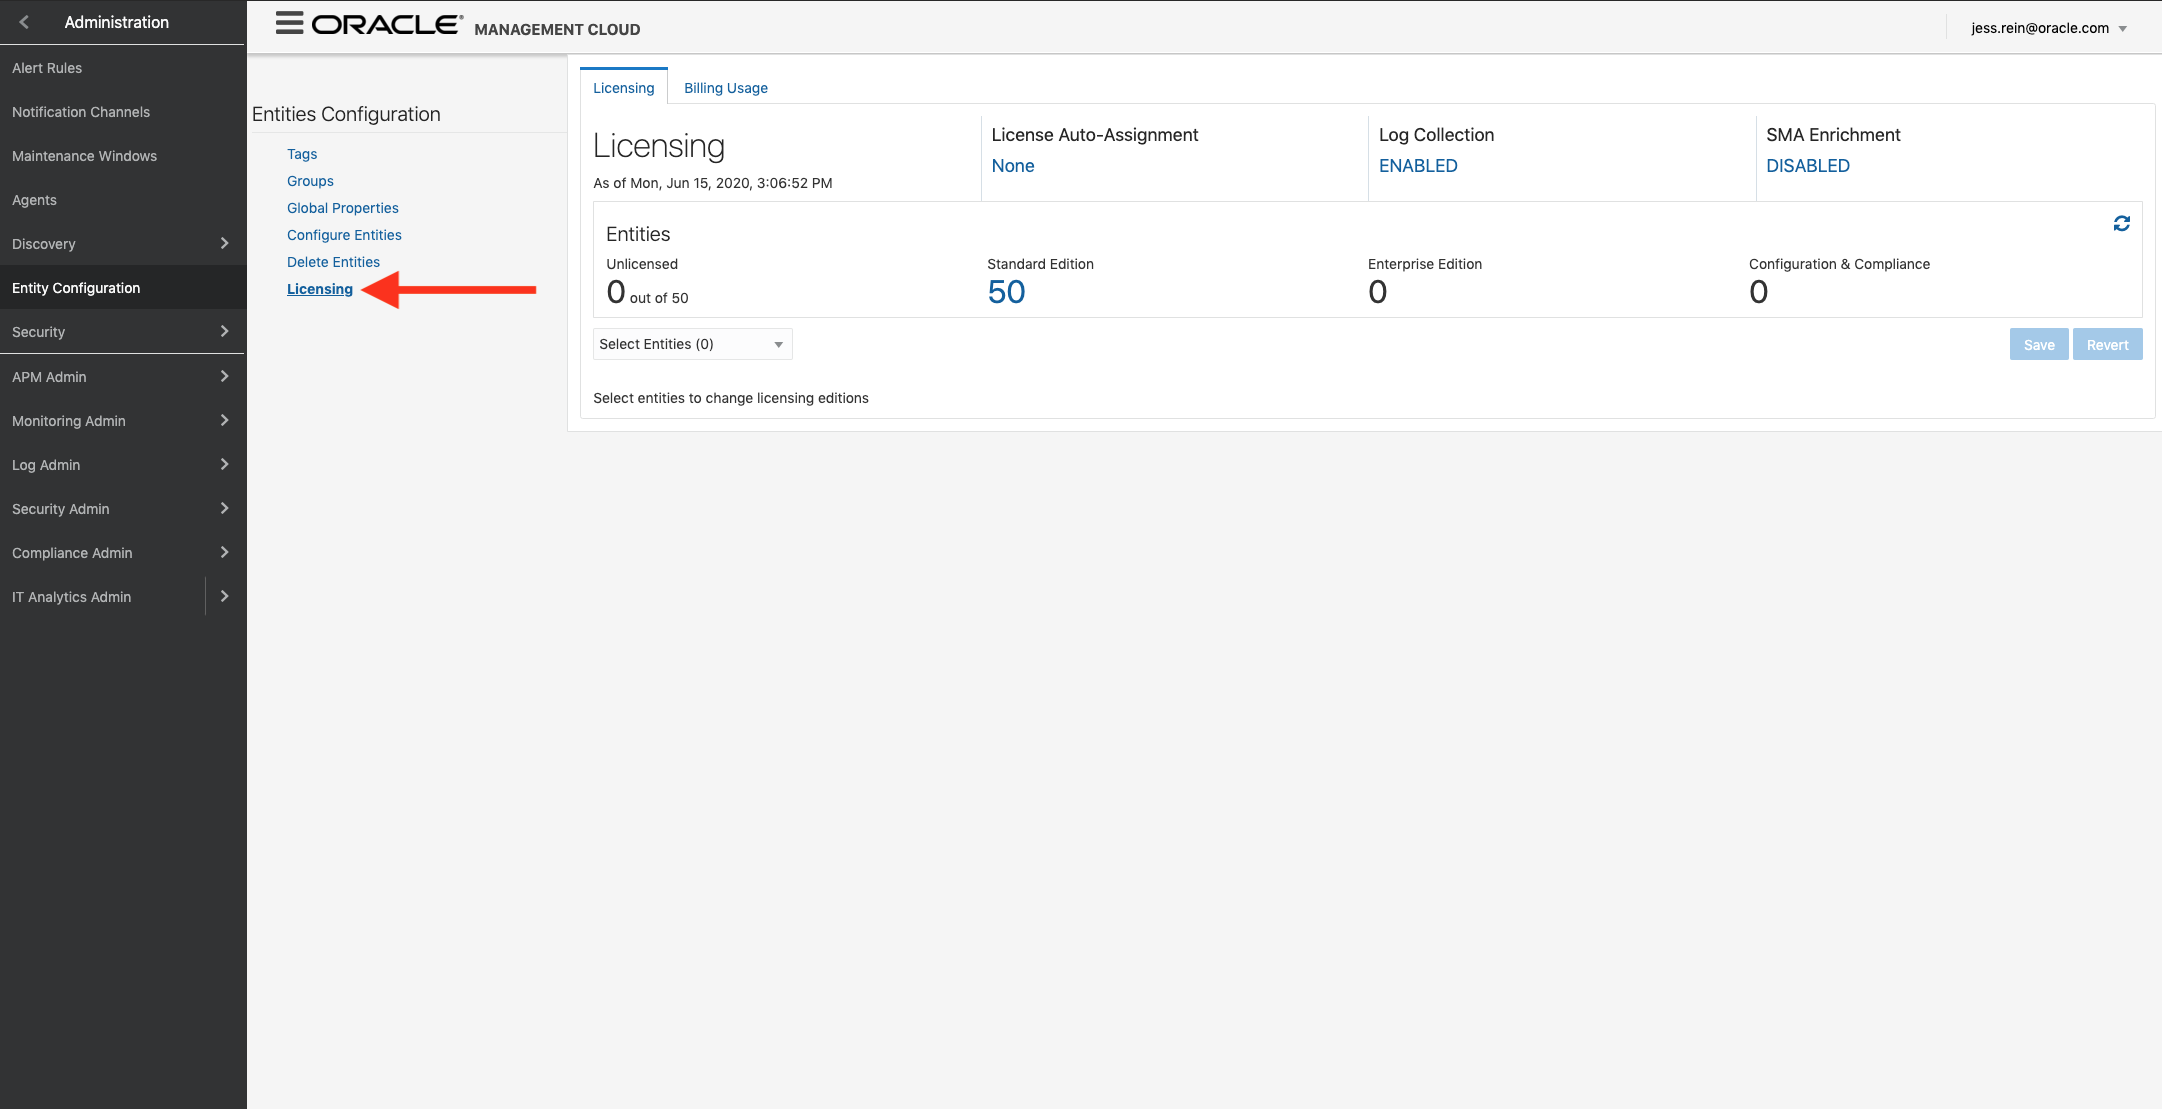 Administration
Alert Rules
Notification Channels
Maintenance Windows
Agents
Discovery
Entity Configuration
Security
APM Admin
Monitoring Admin
Log Admin
Security Admin
Compliance Admin
IT Analytics Admin
ORACLE® MANAGEMENT CLOUD
jess.rein@oracle.com
Entities Configuration
Tags
Groups
Global Properties
Configure Entities
Delete Entities
Licensing
Licensing Billing Usage
Licensing
As of Mon, Jun 15, 2020, 3:06:52 PM
License Auto-Assignment
None
Log Collection
ENABLED
SMA Enrichment
DISABLED
Entities
Unlicensed
0 out of 50
Standard Edition
50
Enterprise Edition
0
Configuration & Compliance
0
Select Entities (0)
Save Revert
Select entities to change licensing editions